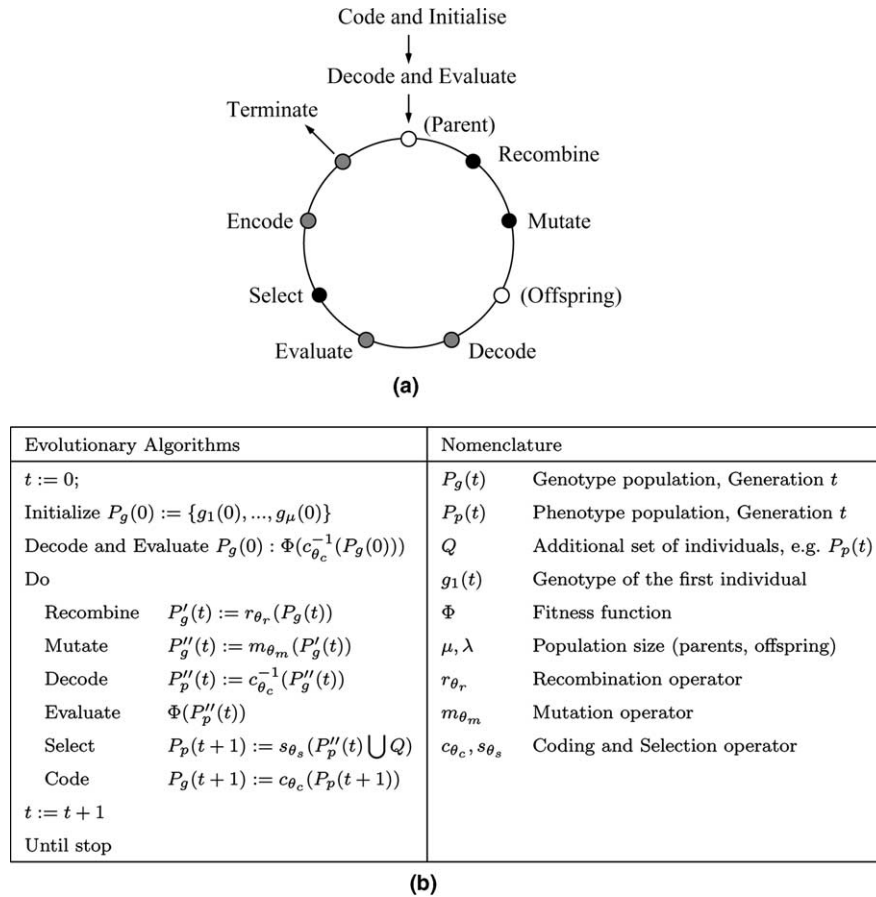 Code and Initialise
Decode and Evaluate
Terminate
(Parent)
Recombine
Encode
Mutate
Select
(Offspring)
Evaluate
Decode
(a)
Evolutionary Algorithms
t := 0;
Initialize P_g(0) := {g_1(0), ..., g_μ(0)}
Decode and Evaluate P_g(0) : Φ(c_{θ_c}^{-1}(P_g(0)))
Do
Recombine P'_g(t) := r_{θ_r}(P_g(t))
Mutate P''_g(t) := m_{θ_m}(P'_g(t))
Decode P''_p(t) := c_{θ_c}^{-1}(P''_g(t))
Evaluate Φ(P''_p(t))
Select P_p(t+1) := s_{θ_s}(P''_p(t) ⋃ Q)
Code P_g(t+1) := c_{θ_c}(P_p(t+1))
t := t + 1
Until stop
Nomenclature
P_g(t) Genotype population, Generation t
P_p(t) Phenotype population, Generation t
Q Additional set of individuals, e.g. P_p(t)
g_1(t) Genotype of the first individual
Φ Fitness function
μ, λ Population size (parents, offspring)
r_{θ_r} Recombination operator
m_{θ_m} Mutation operator
c_{θ_c}, s_{θ_s} Coding and Selection operator
(b)